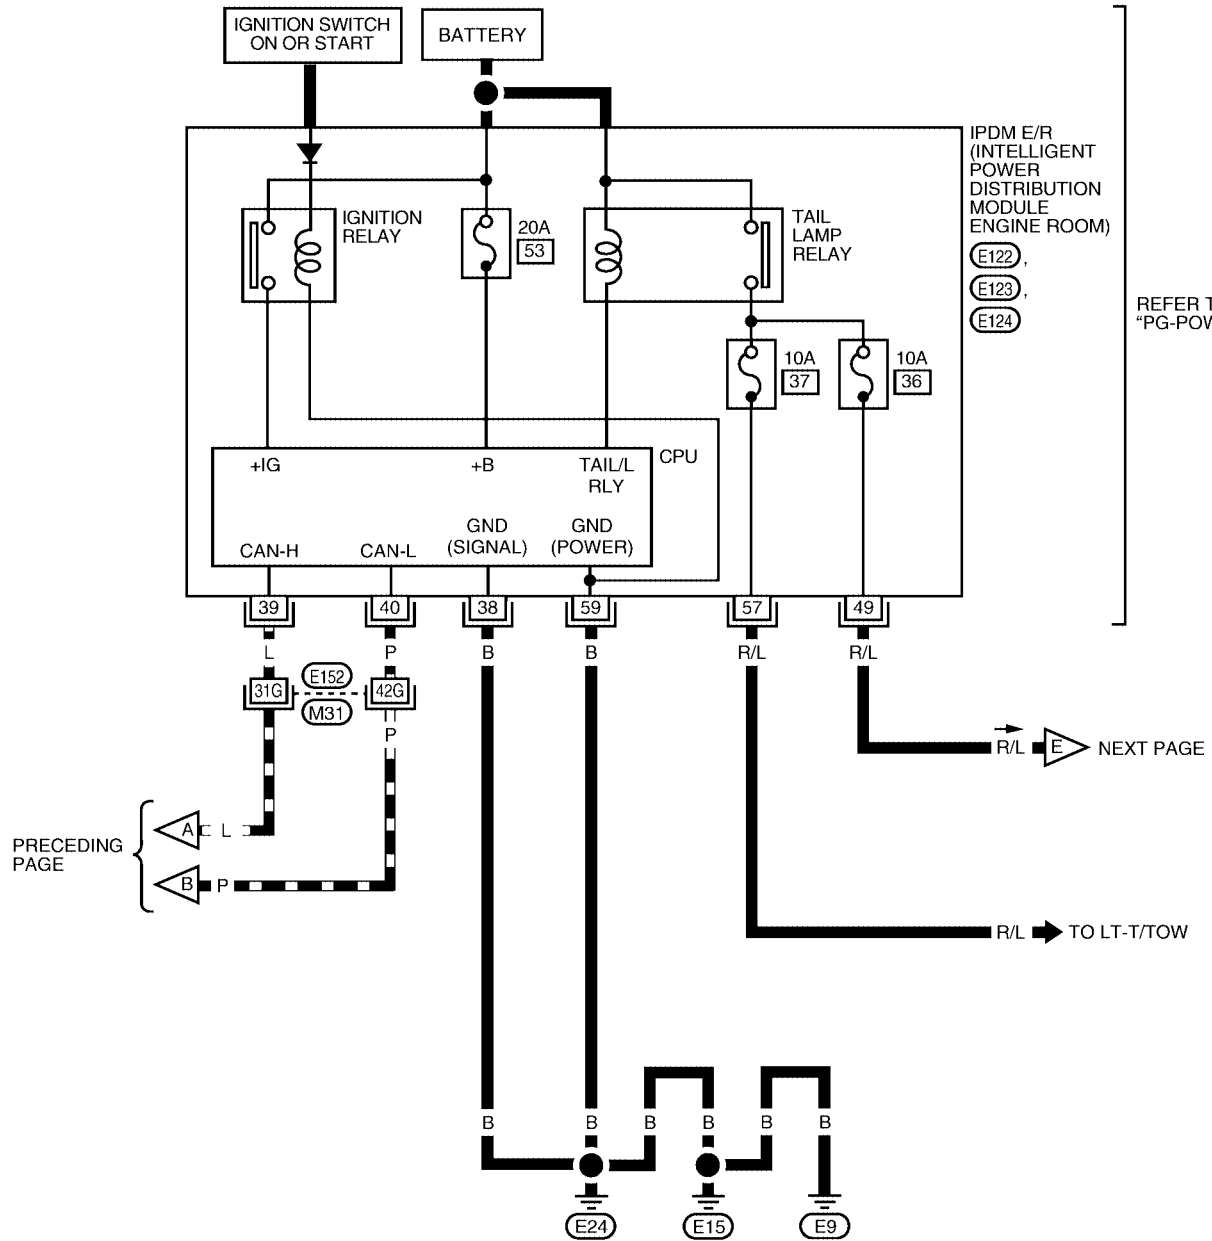 IGNITION SWITCH
ON OR START
BATTERY
IPDM E/R
(INTELLIGENT
POWER
DISTRIBUTION
MODULE
ENGINE ROOM)
E122,
E123,
E124
IGNITION
RELAY
20A
53
TAIL
LAMP
RELAY
REFER
"PG-POW
10A
37
10A
36
+IG
+B
TAIL/L
RLY
CPU
CAN-H
CAN-L
GND
(SIGNAL)
GND
(POWER)
39
40
38
59
57
49
L
P
B
B
R/L
R/L
31G
E152
M31
42G
P
R/L
E
NEXT PAGE
PRECEDING
PAGE
A
L
B
P
R/L
TO LT-T/TOW
B
B
B
B
B
B
E24
E15
E9